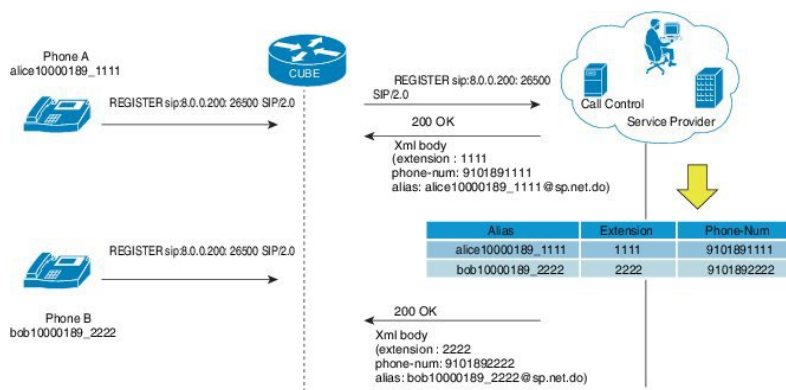 Phone A
alice10000189_1111
REGISTER sip:8.0.0.200: 26500 SIP/2.0
CUBE
REGISTER sip:8.0.0.200: 26500
SIP/2.0
Call Control
Service Provider
200 OK
Xml body
(extension : 1111
phone-num: 9101891111
alias: alice10000189_1111@sp.net.do)
Alias Extension Phone-Num
alice10000189_1111 1111 9101891111
bob10000189_2222 2222 9101892222
REGISTER sip:8.0.0.200: 26500 SIP/2.0
Phone B
bob10000189_2222
200 OK
Xml body
(extension : 2222
phone-num: 9101892222
alias: bob10000189_2222@sp.net.do)